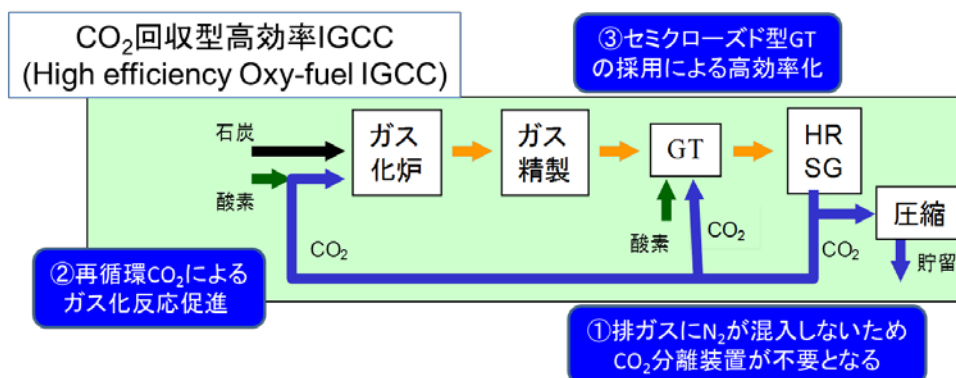 CO₂回収型高効率IGCC
(High efficiency Oxy-fuel IGCC)
③セミクローズド型GT
の採用による高効率化
石炭
酸素
ガス
化炉
ガス
精製
GT
HR
SG
圧縮
酸素
CO₂
CO₂
CO₂
貯留
②再循環CO₂による
ガス化反応促進
①排ガスにN₂が混入しないため
CO₂分離装置が不要となる